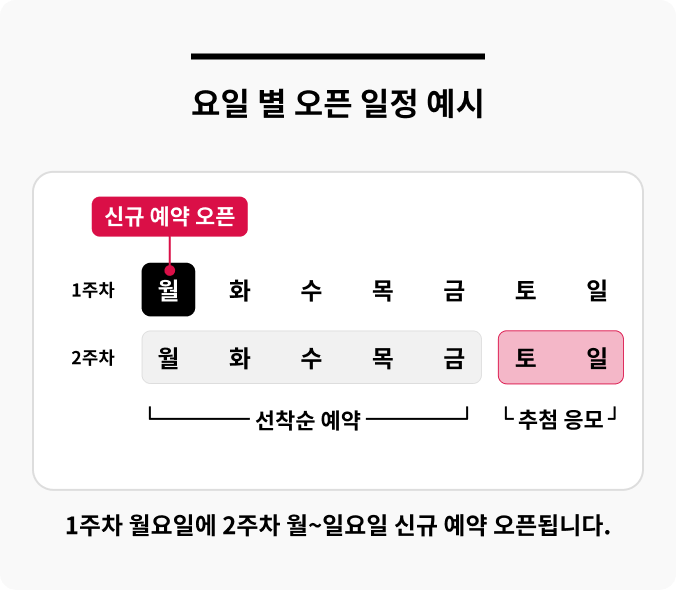 요일 별 오픈 일정 예시
신규 예약 오픈
1주차 월 화 수 목 금 토 일
2주차 월 화 수 목 금 토 일
선착순 예약 추첨 응모
1주차 월요일에 2주차 월~일요일 신규 예약 오픈됩니다.